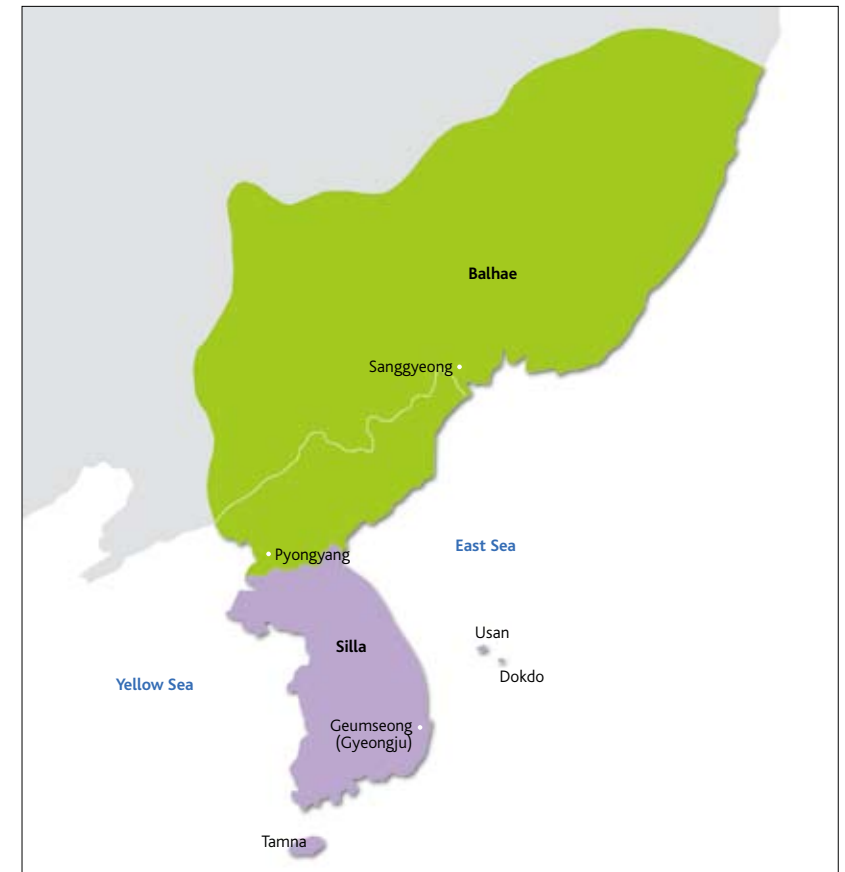 Balhae
Sanggyeong
Pyongyang
East Sea
Usan
Silla
Dokdo
Yellow Sea
Geumseong
(Gyeongju)
Tamna